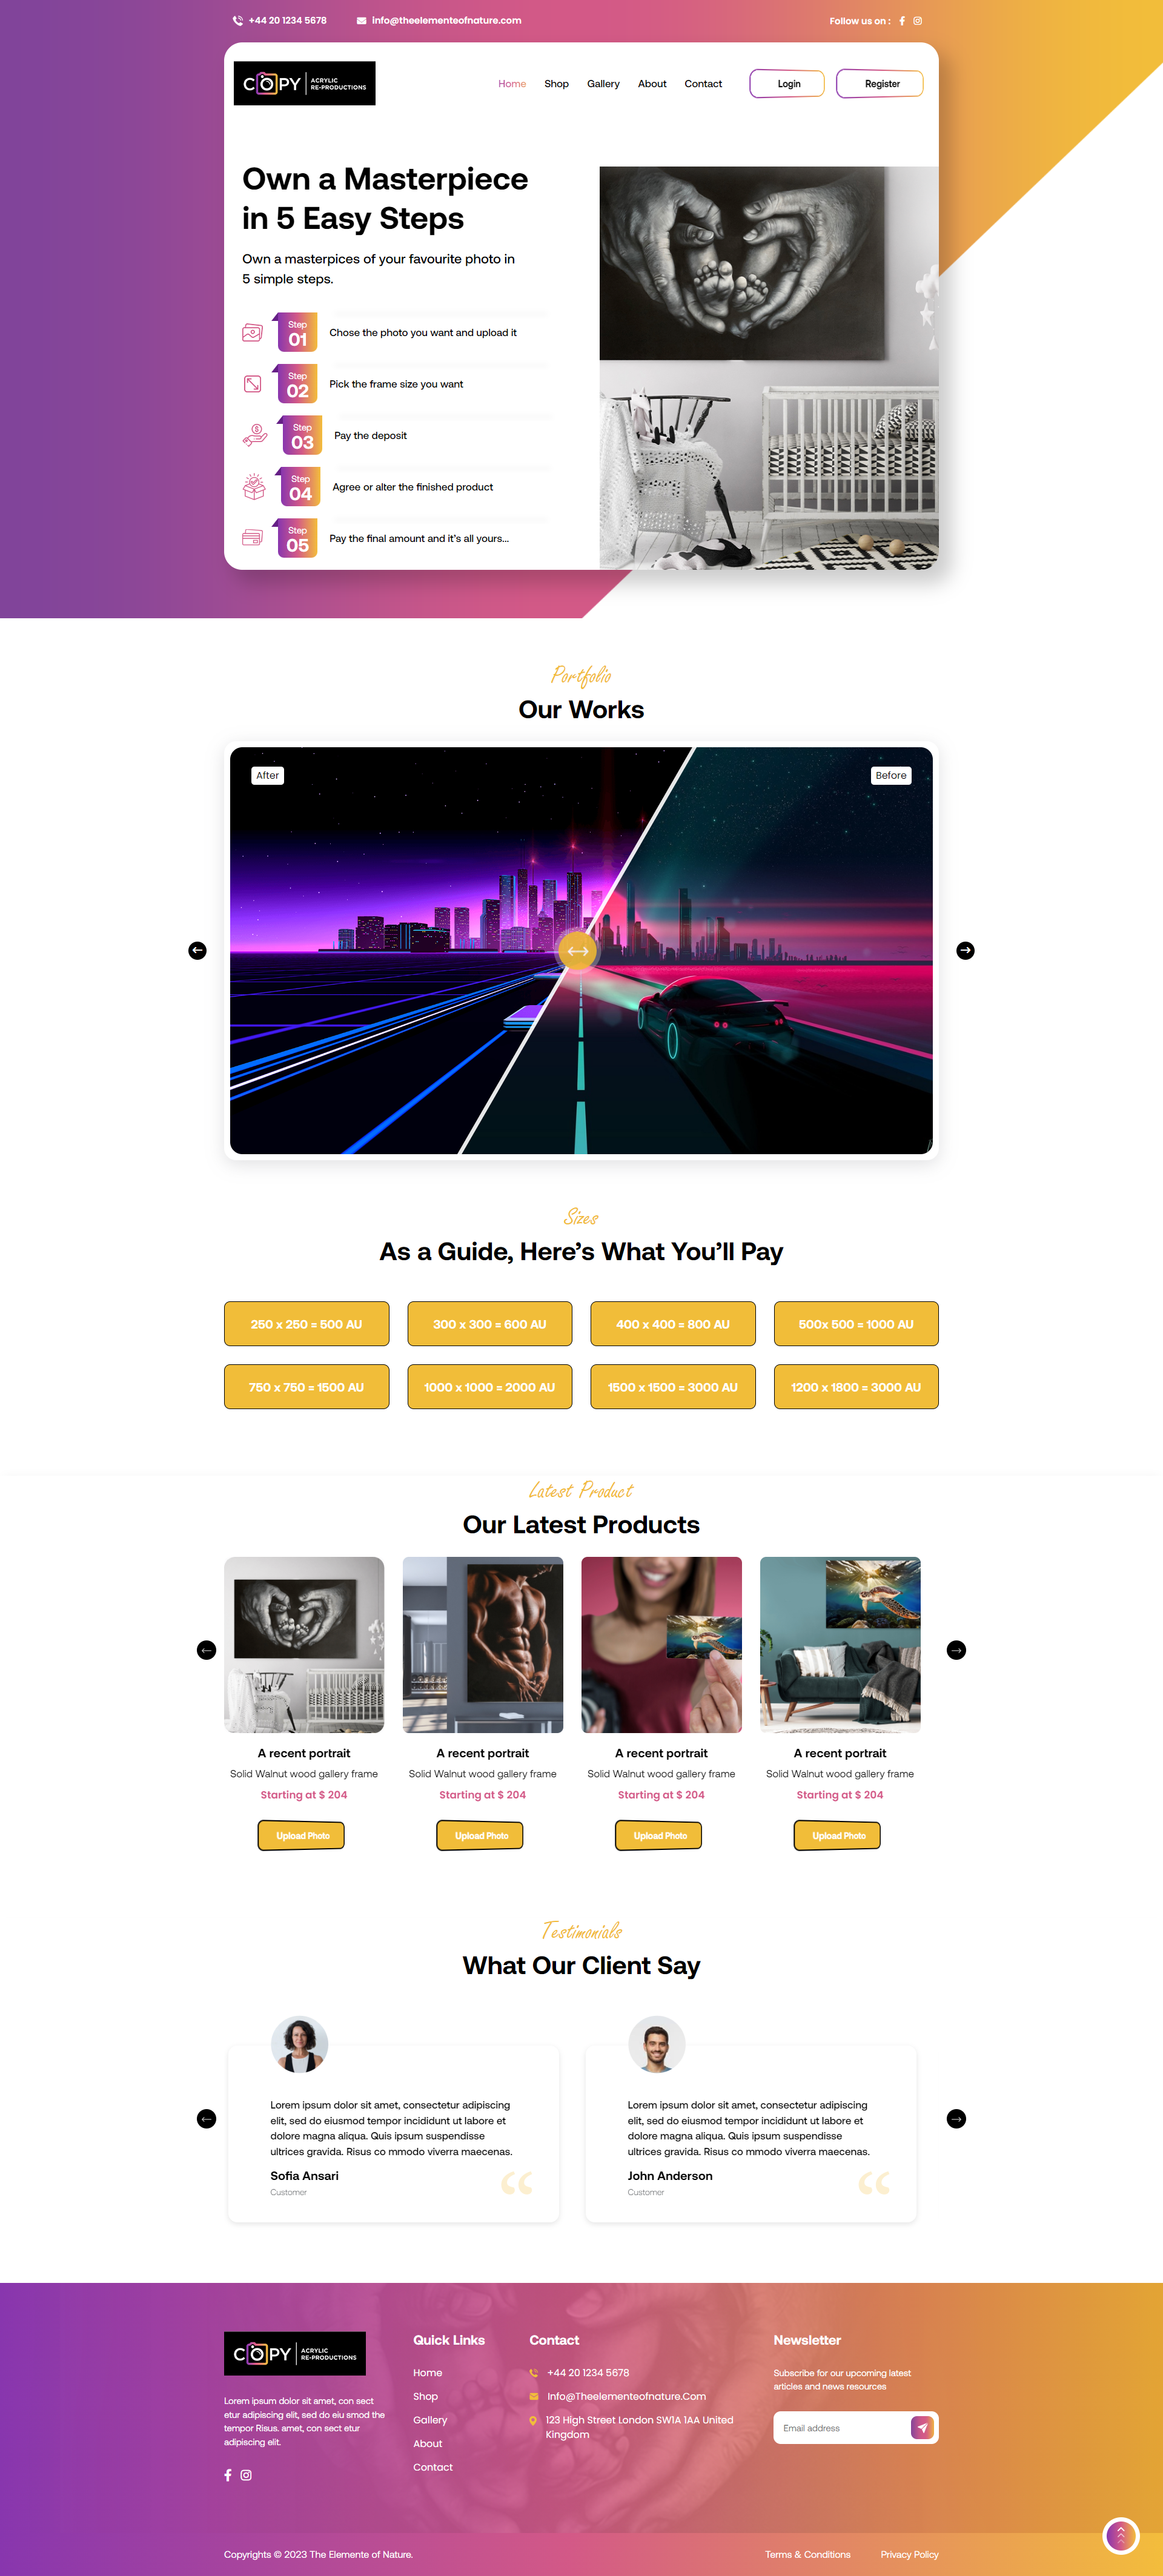 +44 20 1234 5678
info@theelementeofnature.com
Follow us on :
COPY
ACRYLIC
RE-PRODUCTIONS
Home
Shop
Gallery
About
Contact
Login
Register
Own a Masterpiece
in 5 Easy Steps
Own a masterpices of your favourite photo in
5 simple steps.
Step
01
Chose the photo you want and upload it
Step
02
Pick the frame size you want
Step
03
Pay the deposit
Step
04
Agree or alter the finished product
Step
05
Pay the final amount and it's all yours...
Portfolio
Our Works
After
Before
Sizes
As a Guide, Here's What You'll Pay
250 x 250 = 500 AU
300 x 300 = 600 AU
400 x 400 = 800 AU
500x 500 = 1000 AU
750 x 750 = 1500 AU
1000 x 1000 = 2000 AU
1500 x 1500 = 3000 AU
1200 x 1800 = 3000 AU
Latest Product
Our Latest Products
A recent portrait
Solid Walnut wood gallery frame
Starting at $ 204
Upload Photo
A recent portrait
Solid Walnut wood gallery frame
Starting at $ 204
Upload Photo
A recent portrait
Solid Walnut wood gallery frame
Starting at $ 204
Upload Photo
A recent portrait
Solid Walnut wood gallery frame
Starting at $ 204
Upload Photo
Testimonials
What Our Client Say
Lorem ipsum dolor sit amet, consectetur adipiscing
elit, sed do eiusmod tempor incididunt ut labore et
dolore magna aliqua. Quis ipsum suspendisse
ultrices gravida. Risus co mmodo viverra maecenas.
Sofia Ansari
Customer
Lorem ipsum dolor sit amet, consectetur adipiscing
elit, sed do eiusmod tempor incididunt ut labore et
dolore magna aliqua. Quis ipsum suspendisse
ultrices gravida. Risus co mmodo viverra maecenas.
John Anderson
Customer
COPY
ACRYLIC
RE-PRODUCTIONS
Lorem ipsum dolor sit amet, con sect
etur adipiscing elit, sed do eiu smod the
tempor Risus. amet, con sect etur
adipiscing elit.
Quick Links
Home
Shop
Gallery
About
Contact
Contact
+44 20 1234 5678
Info@Theelementeofnature.Com
123 High Street London SW1A 1AA United
Kingdom
Newsletter
Subscribe for our upcoming latest
articles and news resources
Email address
Copyrights © 2023 The Elemente of Nature.
Terms & Conditions
Privacy Policy